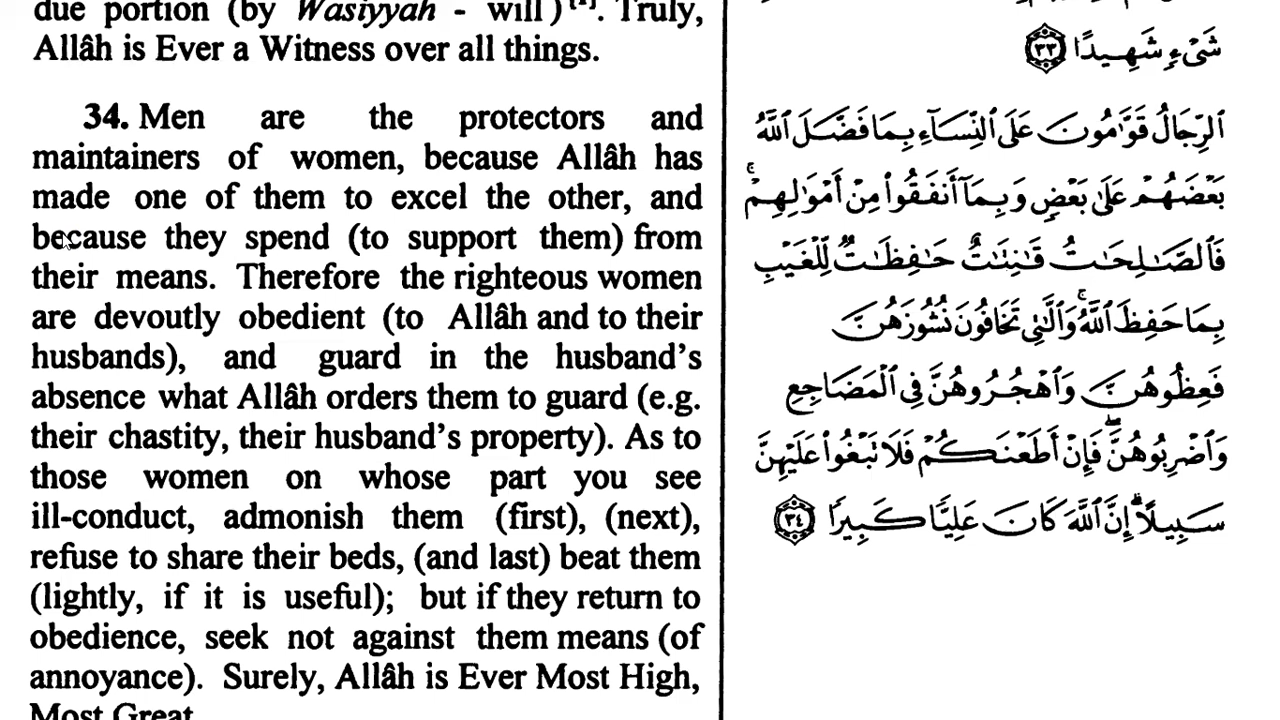 due portion (by Wasiyyah - will)[1]. Truly,
Allâh is Ever a Witness over all things.
34. Men are the protectors and
maintainers of women, because Allâh has
made one of them to excel the other, and
because they spend (to support them) from
their means. Therefore the righteous women
are devoutly obedient (to Allâh and to their
husbands), and guard in the husband's
absence what Allâh orders them to guard (e.g.
their chastity, their husband's property). As to
those women on whose part you see
ill-conduct, admonish them (first), (next),
refuse to share their beds, (and last) beat them
(lightly, if it is useful); but if they return to
obedience, seek not against them means (of
annoyance). Surely, Allâh is Ever Most High,
Most Great.
شَىْءٍ شَهِيدًا ٣٣
ٱلرِّجَالُ قَوَّٰمُونَ عَلَى ٱلنِّسَآءِ بِمَا فَضَّلَ ٱللَّهُ
بَعْضَهُمْ عَلَىٰ بَعْضٍ وَبِمَآ أَنفَقُوا۟ مِنْ أَمْوَٰلِهِمْ ۚ
فَٱلصَّٰلِحَٰتُ قَٰنِتَٰتٌ حَٰفِظَٰتٌ لِّلْغَيْبِ
بِمَا حَفِظَ ٱللَّهُ ۚ وَٱلَّٰتِى تَخَافُونَ نُشُوزَهُنَّ
فَعِظُوهُنَّ وَٱهْجُرُوهُنَّ فِى ٱلْمَضَاجِعِ
وَٱضْرِبُوهُنَّ ۖ فَإِنْ أَطَعْنَكُمْ فَلَا تَبْغُوا۟ عَلَيْهِنَّ
سَبِيلًا ۗ إِنَّ ٱللَّهَ كَانَ عَلِيًّا كَبِيرًا ٣٤